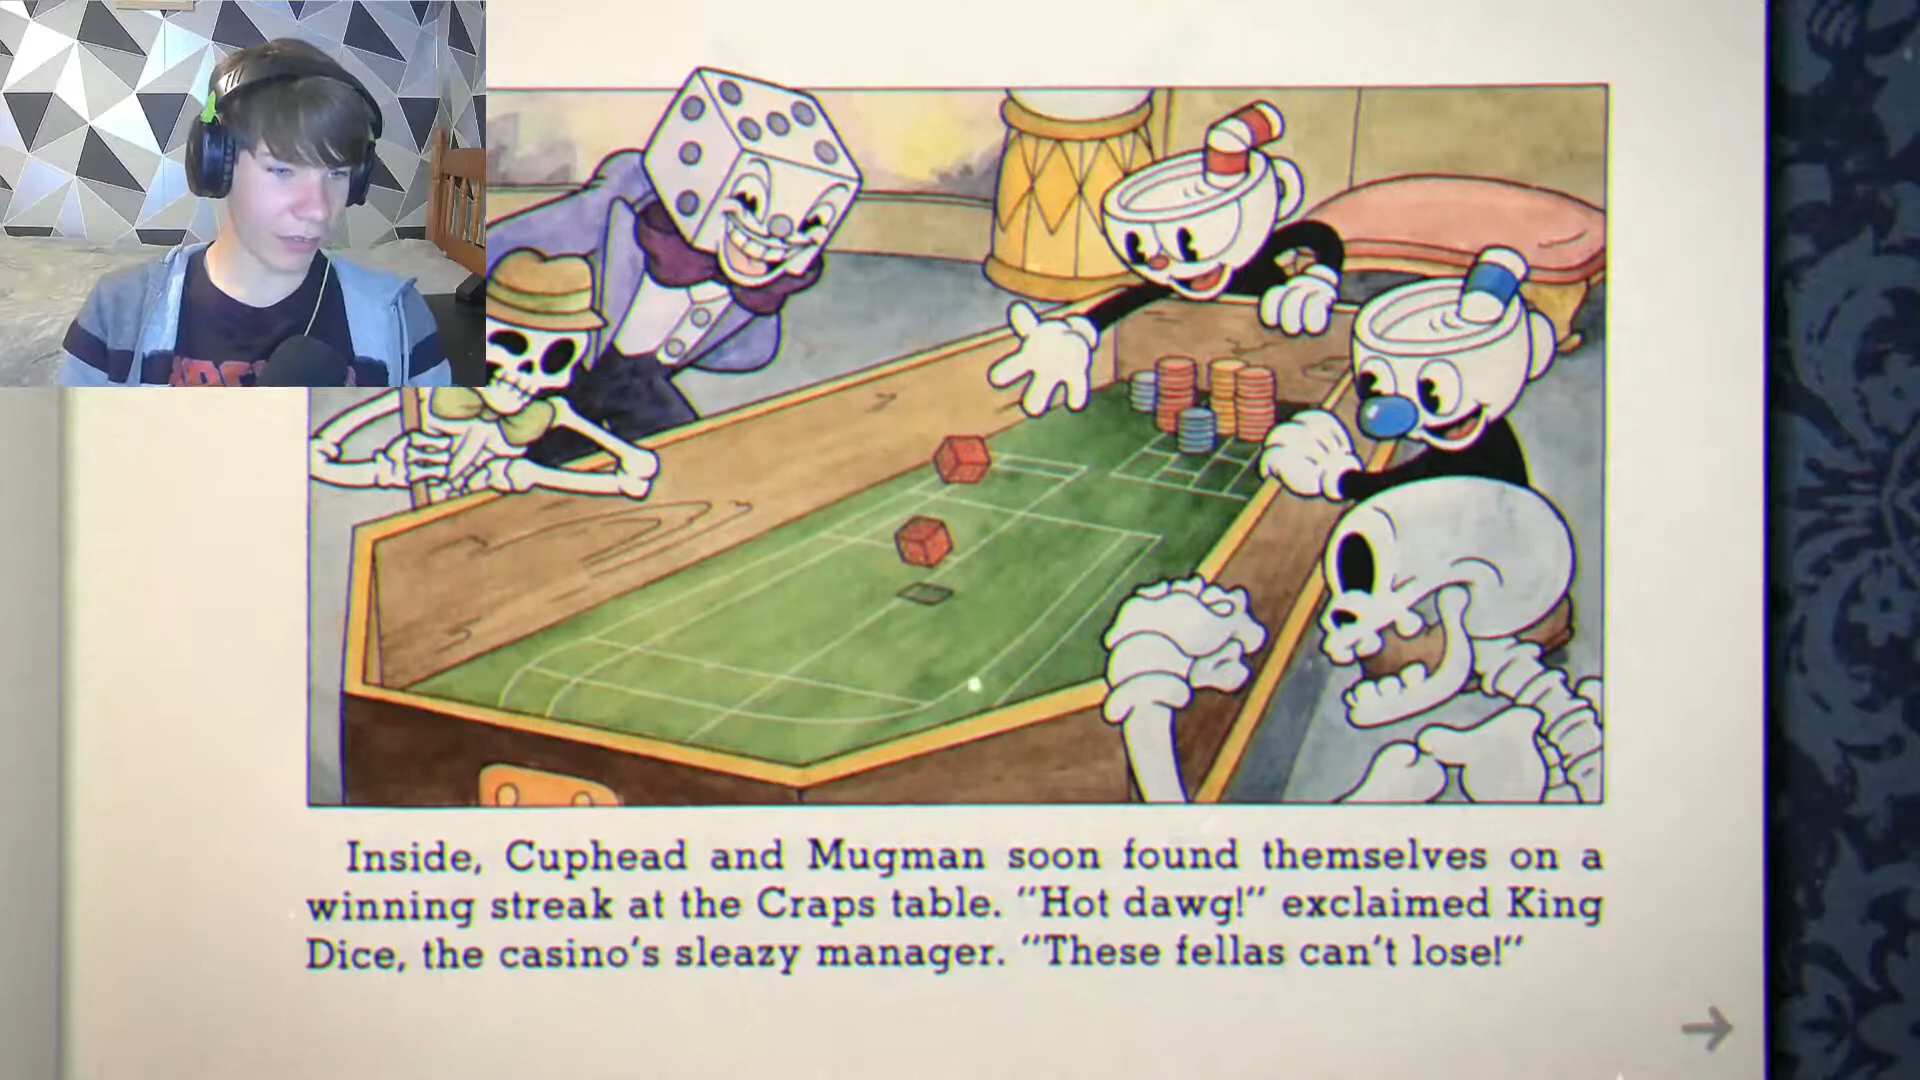 Inside, Cuphead and Mugman soon found themselves on a
winning streak at the Craps table. "Hot dawg!" exclaimed King
Dice, the casino's sleazy manager. "These fellas can't lose!"